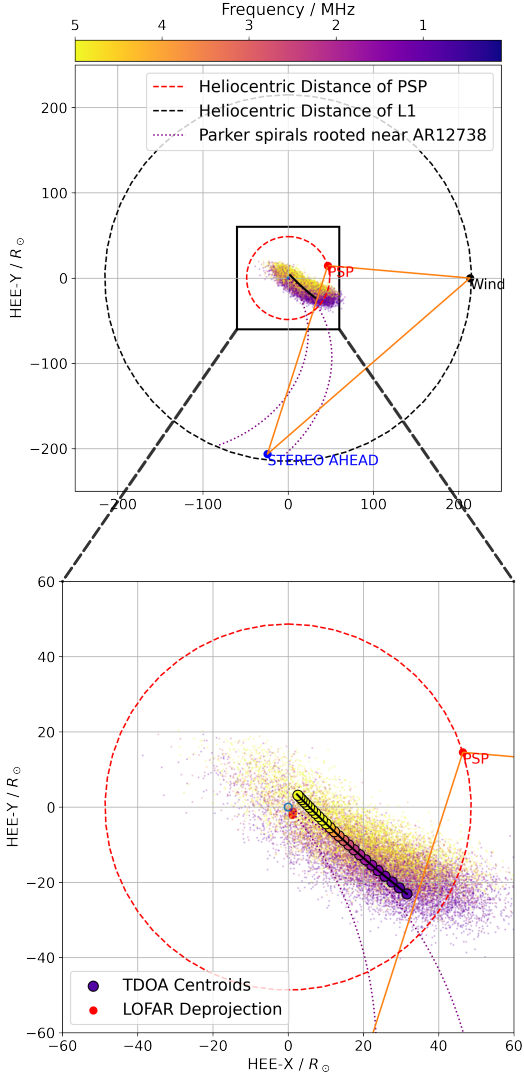 Frequency / MHz
5 4 3 2 1
Heliocentric Distance of PSP
Heliocentric Distance of L1
Parker spirals rooted near AR12738
HEE-Y / R⊙
200
100
0
−100
−200
PSP
Wind
STEREO AHEAD
−200 −100 0 100 200
HEE-Y / R⊙
60
40
20
0
−20
−40
−60
PSP
TDOA Centroids
LOFAR Deprojection
−60 −40 −20 0 20 40 60
HEE-X / R⊙